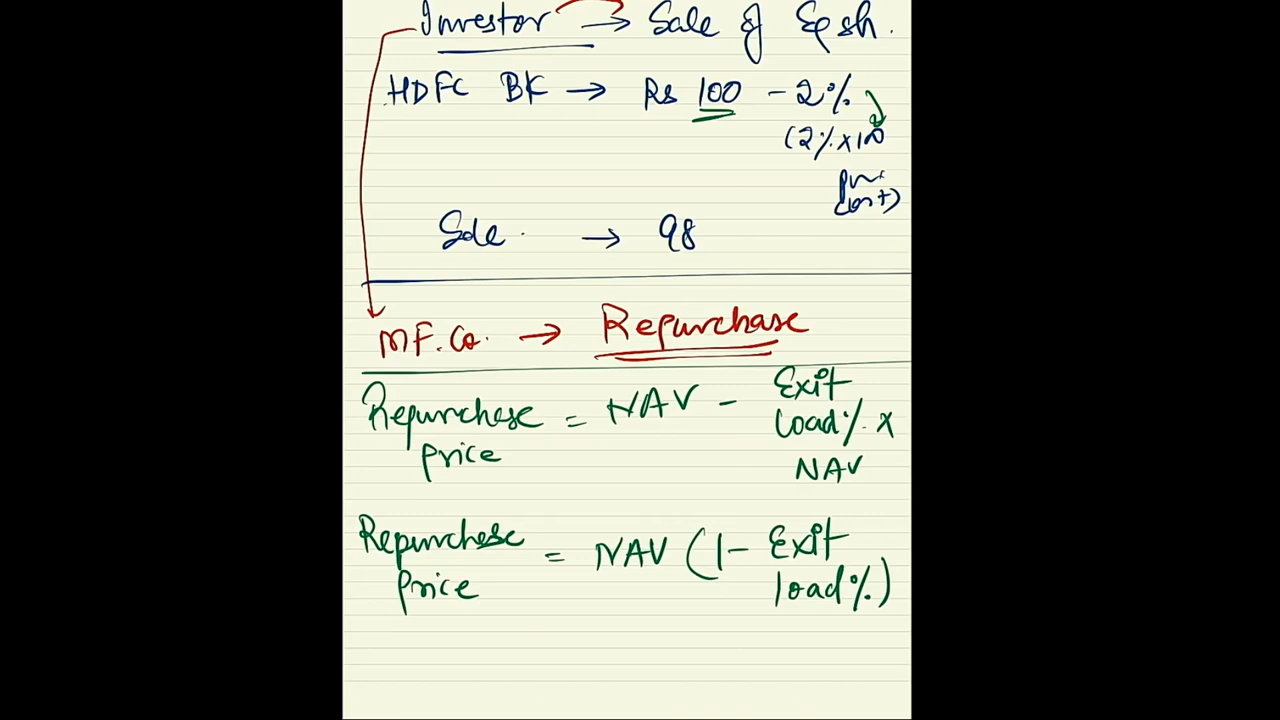 Investor → Sale of Eq sh.
HDFC BK → Rs 100 - 2%
(2% x 100
cost)
Sale. → 98
MF. Co. → Repurchase
Repurchase price = NAV - Exit load% x NAV
Repurchase price = NAV (1 - Exit load%)